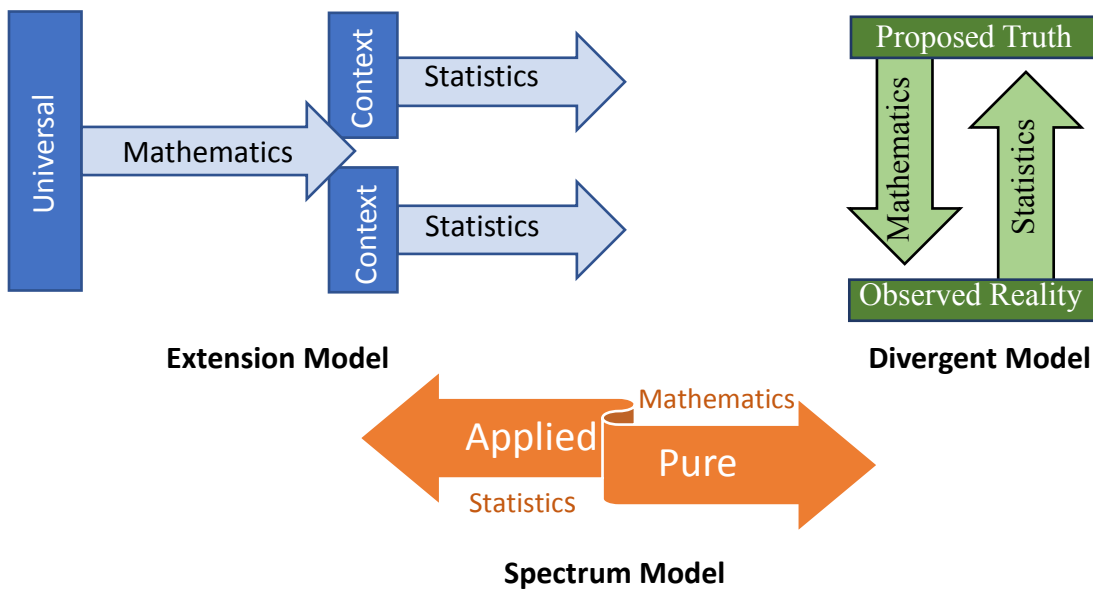 Universal
Mathematics
Context
Statistics
Context
Statistics
Extension Model
Proposed Truth
Mathematics
Statistics
Observed Reality
Divergent Model
Mathematics
Applied
Pure
Statistics
Spectrum Model